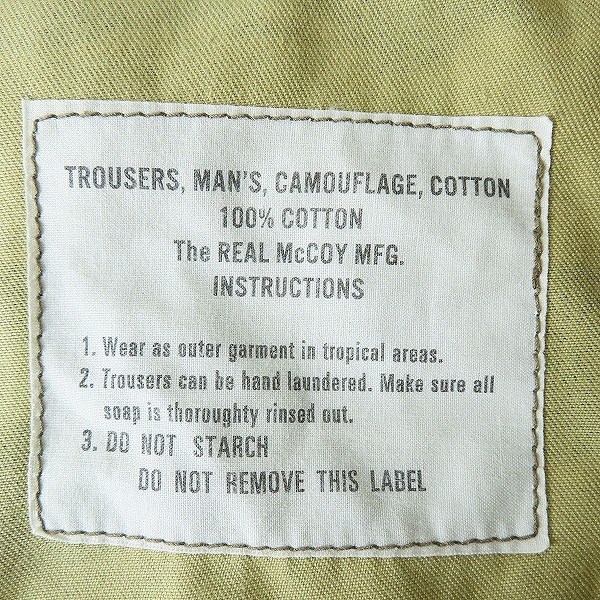 TROUSERS, MAN'S, CAMOUFLAGE, COTTON
100% COTTON
The REAL McCOY MFG.
INSTRUCTIONS
1. Wear as outer garment in tropical areas.
2. Trousers can be hand laundered. Make sure all
soap is thoroughty rinsed out.
3. DO NOT STARCH
DO NOT REMOVE THIS LABEL